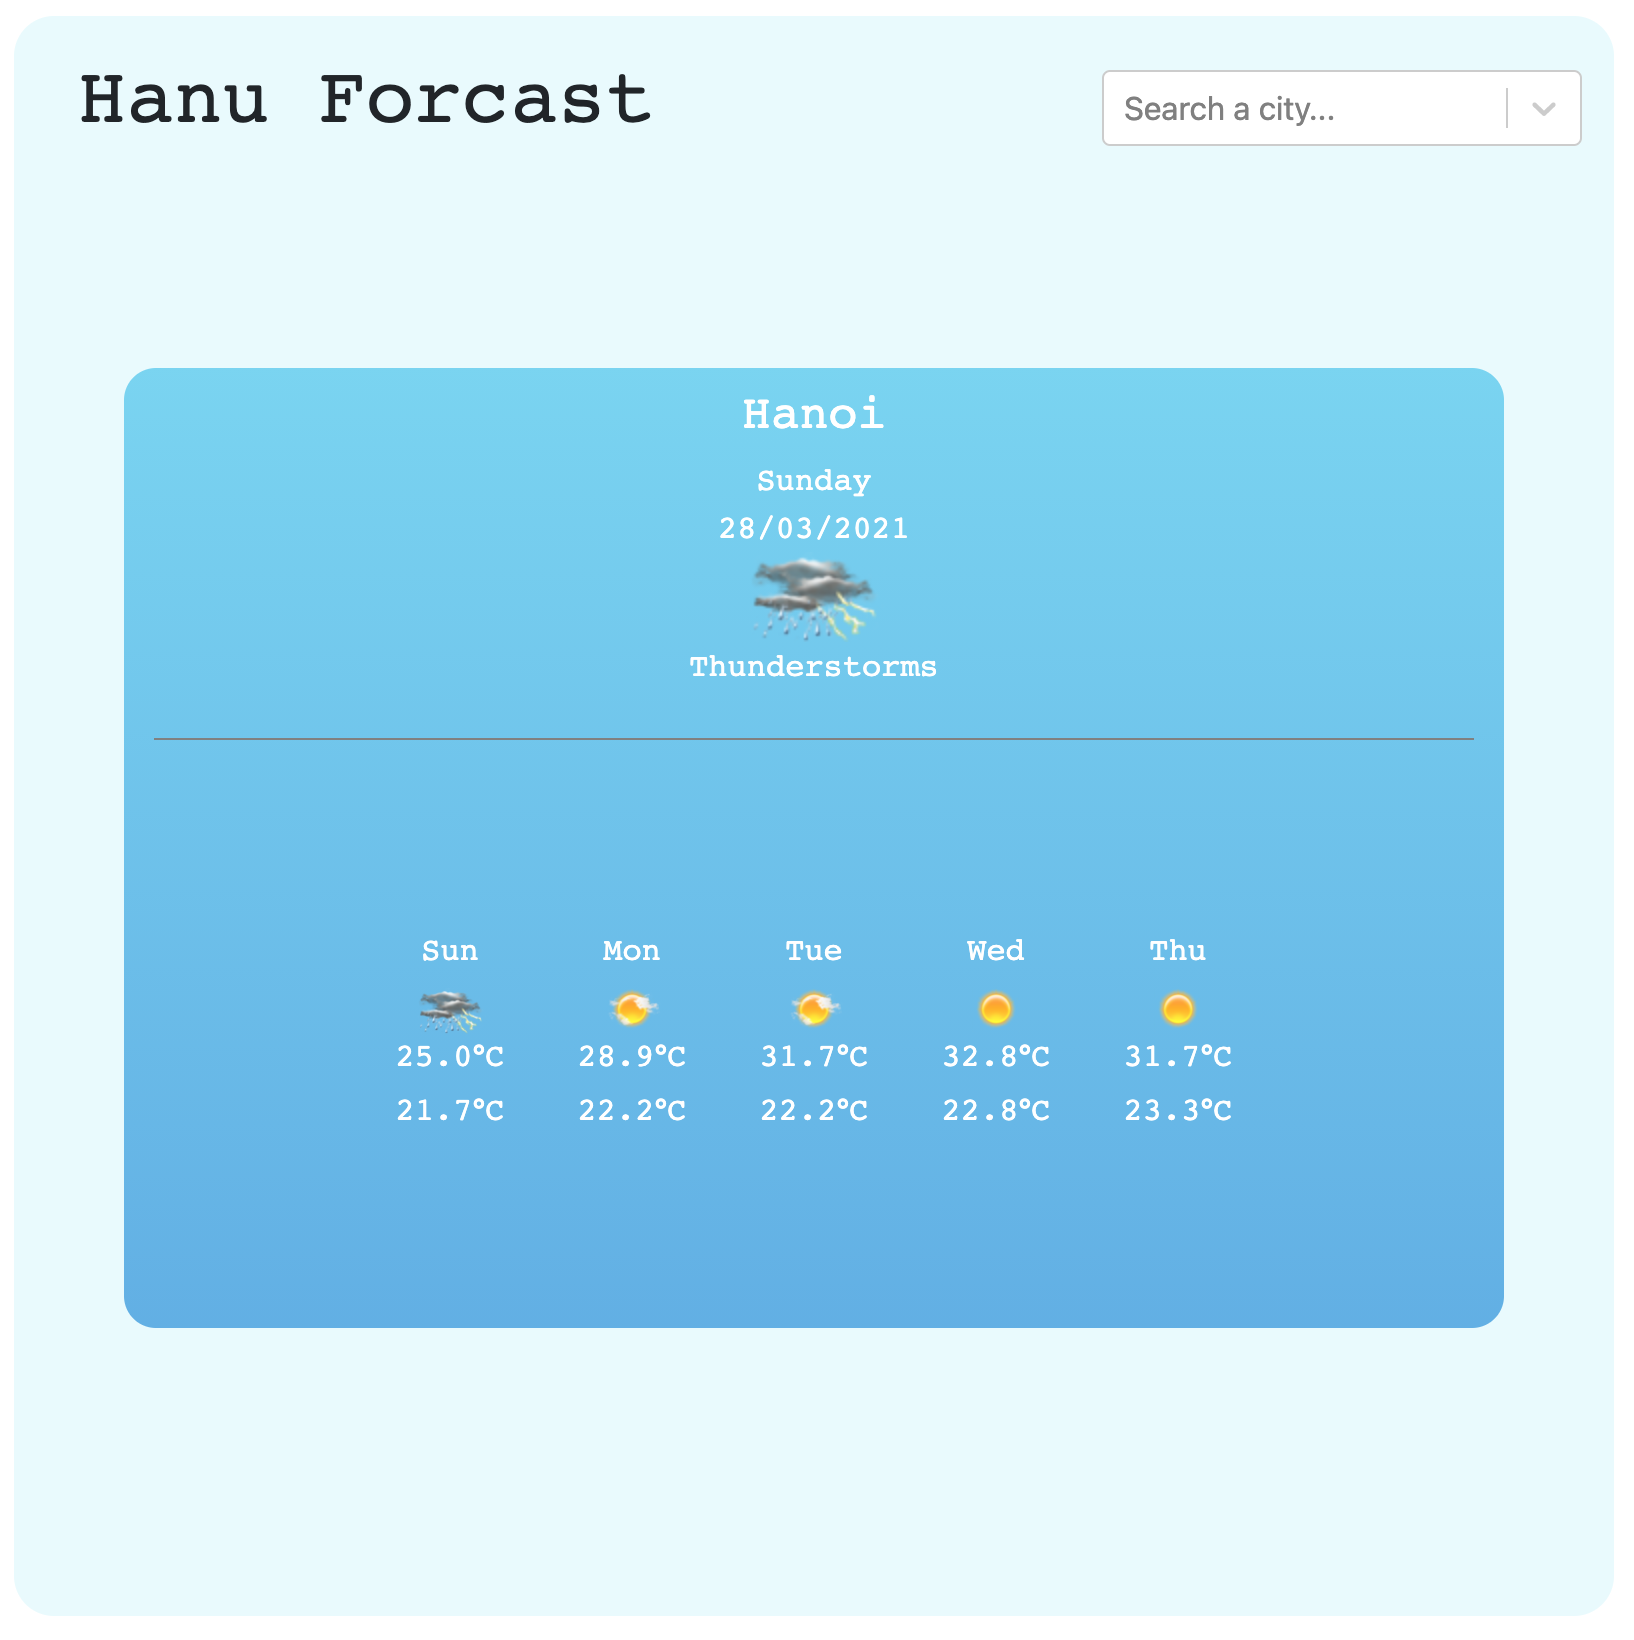 Hanu Forcast
Search a city...
Hanoi
Sunday
28/03/2021
Thunderstorms
Sun Mon Tue Wed Thu
25.0°C 28.9°C 31.7°C 32.8°C 31.7°C
21.7°C 22.2°C 22.2°C 22.8°C 23.3°C